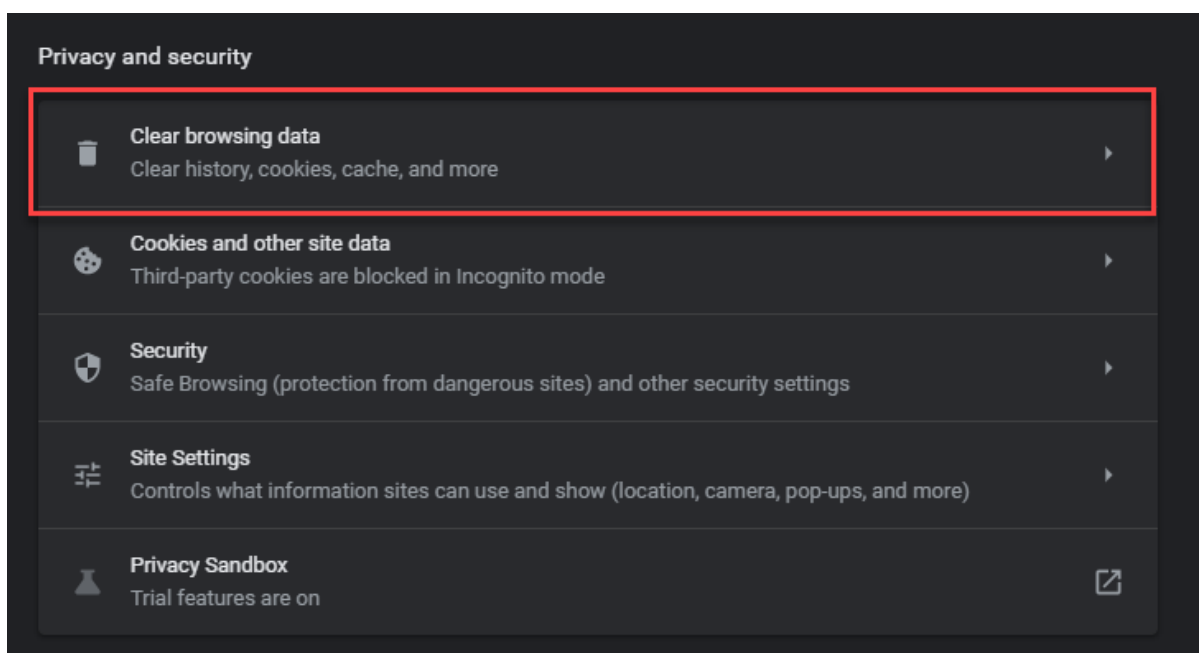 Privacy and security
Clear browsing data
Clear history, cookies, cache, and more
Cookies and other site data
Third-party cookies are blocked in Incognito mode
Security
Safe Browsing (protection from dangerous sites) and other security settings
Site Settings
Controls what information sites can use and show (location, camera, pop-ups, and more)
Privacy Sandbox
Trial features are on